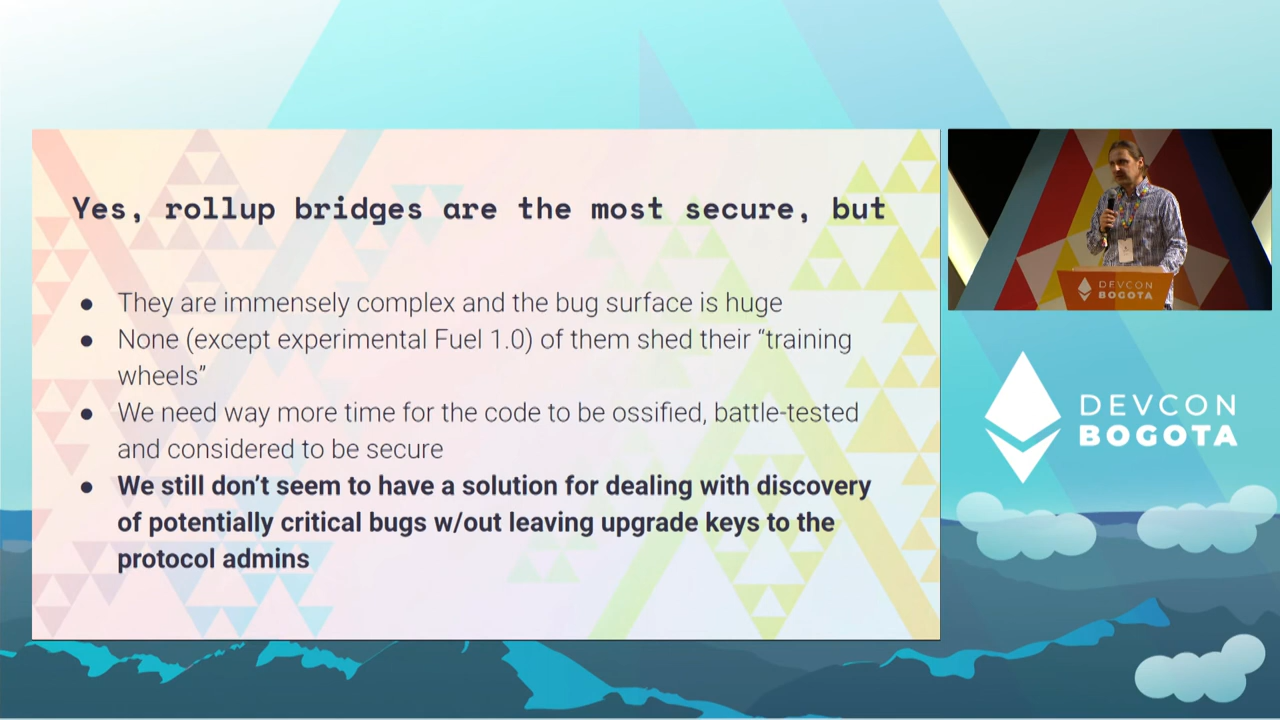 Yes, rollup bridges are the most secure, but
● They are immensely complex and the bug surface is huge
● None (except experimental Fuel 1.0) of them shed their “training
wheels”
● We need way more time for the code to be ossified, battle-tested
and considered to be secure
● We still don’t seem to have a solution for dealing with discovery
of potentially critical bugs w/out leaving upgrade keys to the
protocol admins
DEVCON
BOGOTA
DEVCON
BOGOTA